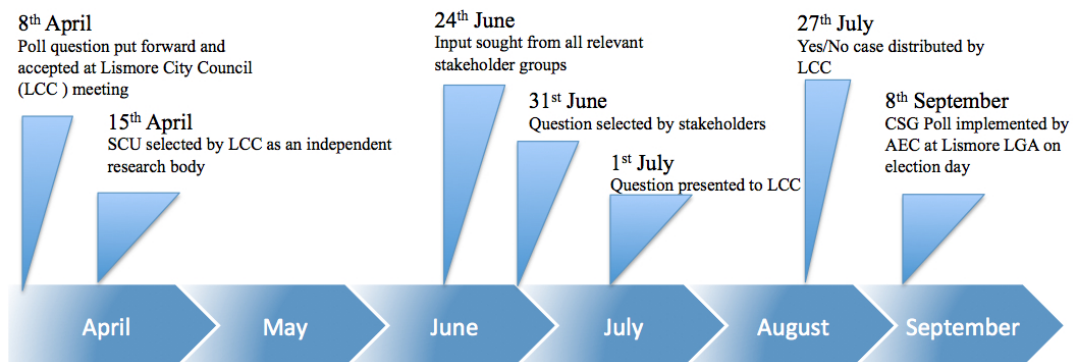 8th April
Poll question put forward and
accepted at Lismore City Council
(LCC ) meeting
15th April
SCU selected by LCC as an independent
research body
24th June
Input sought from all relevant
stakeholder groups
31st June
Question selected by stakeholders
1st July
Question presented to LCC
27th July
Yes/No case distributed by
LCC
8th September
CSG Poll implemented by
AEC at Lismore LGA on
election day
April
May
June
July
August
September